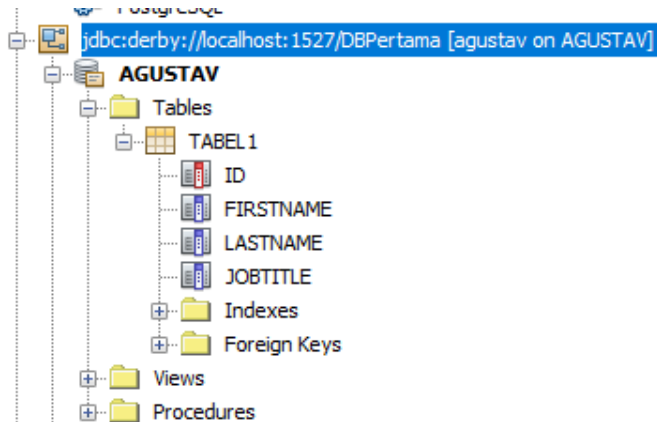 PostgreSQL
jdbc:derby://localhost:1527/DBPertama [agustav on AGUSTAV]
AGUSTAV
Tables
TABEL1
ID
FIRSTNAME
LASTNAME
JOBTITLE
Indexes
Foreign Keys
Views
Procedures